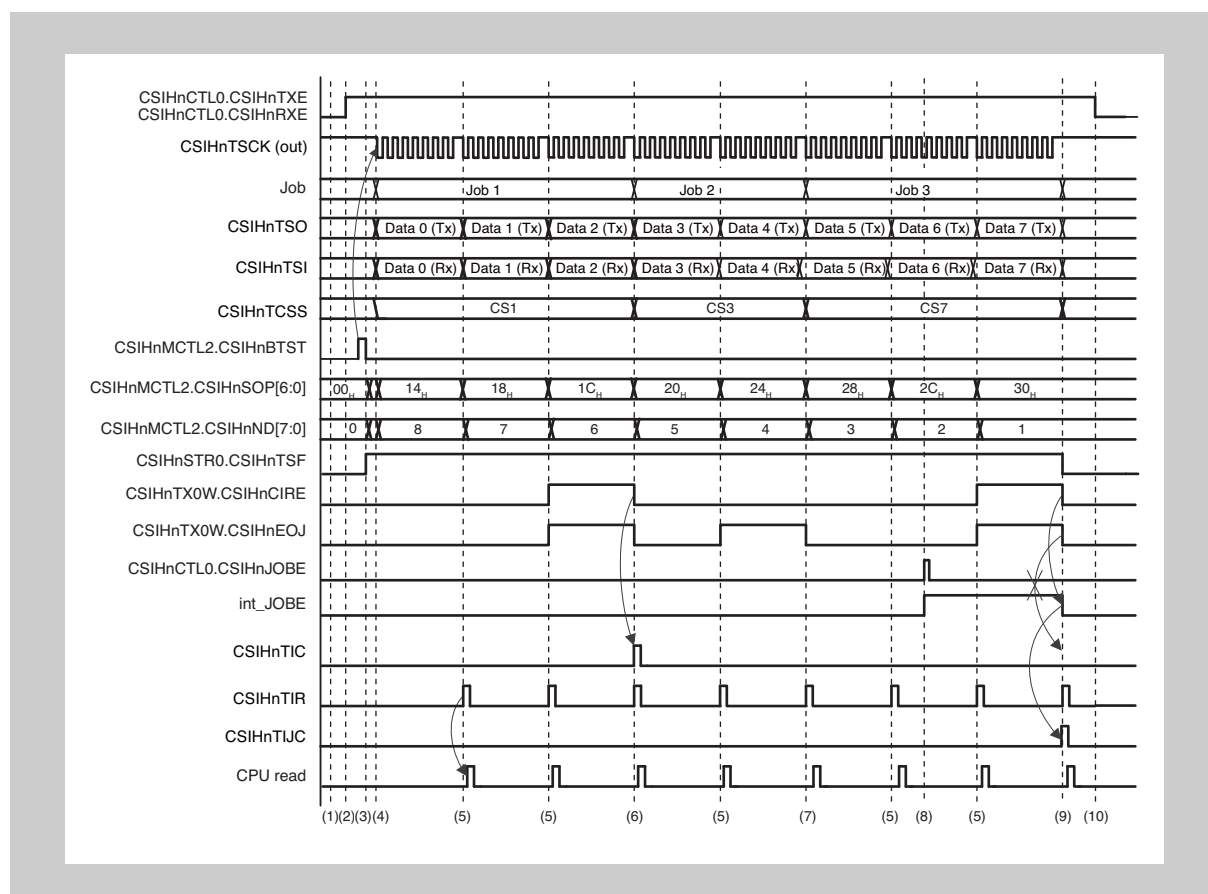 CSIHnCTL0.CSIHnTXE
CSIHnCTL0.CSIHnRXE
CSIHnTSCK (out)
Job
Job 1
Job 2
Job 3
CSIHnTSO
Data 0 (Tx) Data 1 (Tx) Data 2 (Tx) Data 3 (Tx) Data 4 (Tx) Data 5 (Tx) Data 6 (Tx) Data 7 (Tx)
CSIHnTSI
Data 0 (Rx) Data 1 (Rx) Data 2 (Rx) Data 3 (Rx) Data 4 (Rx) Data 5 (Rx) Data 6 (Rx) Data 7 (Rx)
CSIHnTCSS
CS1
CS3
CS7
CSIHnMCTL2.CSIHnBTST
CSIHnMCTL2.CSIHnSOP[6:0]
00H 14H 18H 1CH 20H 24H 28H 2CH 30H
CSIHnMCTL2.CSIHnND[7:0]
0 8 7 6 5 4 3 2 1
CSIHnSTR0.CSIHnTSF
CSIHnTX0W.CSIHnCIRE
CSIHnTX0W.CSIHnEOJ
CSIHnCTL0.CSIHnJOBE
int_JOBE
CSIHnTIC
CSIHnTIR
CSIHnTIJC
CPU read
(1)(2)(3)(4) (5) (5) (6) (5) (7) (5) (8) (5) (9) (10)